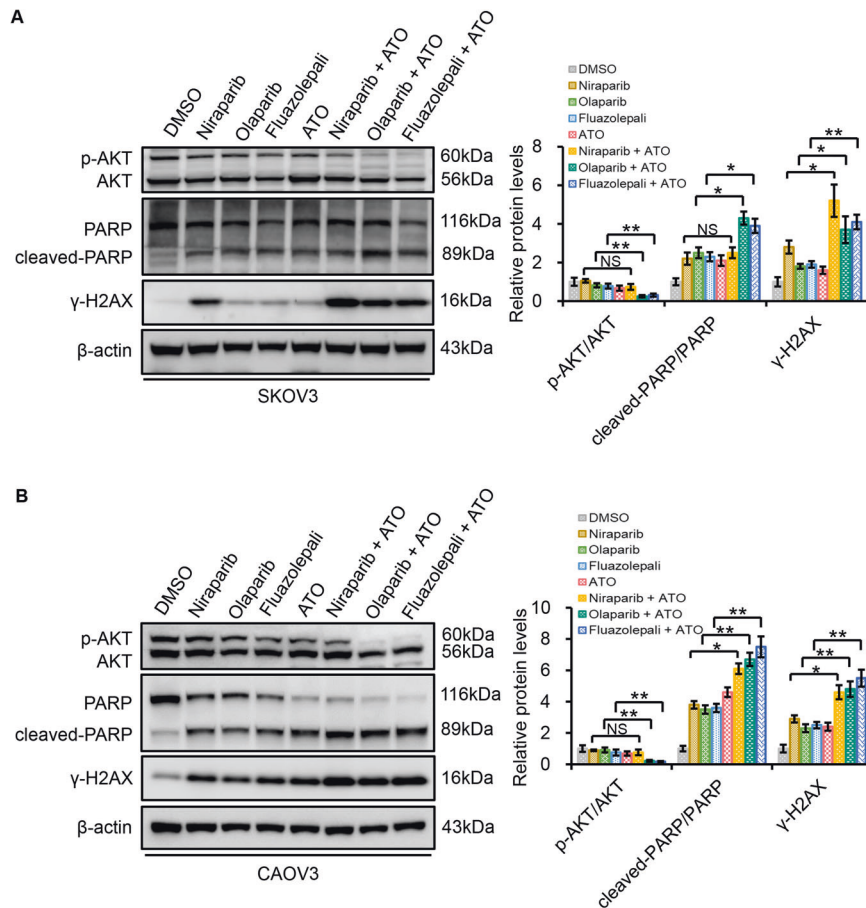 A
DMSO
Niraparib
Olaparib
Fluazolepali
ATO
Niraparib + ATO
Olaparib + ATO
Fluazolepali + ATO
p-AKT
60kDa
AKT
56kDa
PARP
116kDa
cleaved-PARP
89kDa
γ-H2AX
16kDa
β-actin
43kDa
SKOV3
DMSO
Niraparib
Olaparib
Fluazolepali
ATO
Niraparib + ATO
Olaparib + ATO
Fluazolepali + ATO
Relative protein levels
8
6
4
2
0
NS
**
**
NS
*
*
*
*
**
p-AKT/AKT
cleaved-PARP/PARP
γ-H2AX
B
DMSO
Niraparib
Olaparib
Fluazolepali
ATO
Niraparib + ATO
Olaparib + ATO
Fluazolepali + ATO
p-AKT
60kDa
AKT
56kDa
PARP
116kDa
cleaved-PARP
89kDa
γ-H2AX
16kDa
β-actin
43kDa
CAOV3
DMSO
Niraparib
Olaparib
Fluazolepali
ATO
Niraparib + ATO
Olaparib + ATO
Fluazolepali + ATO
Relative protein levels
10
8
6
4
2
0
NS
**
**
*
**
**
*
**
**
p-AKT/AKT
cleaved-PARP/PARP
γ-H2AX